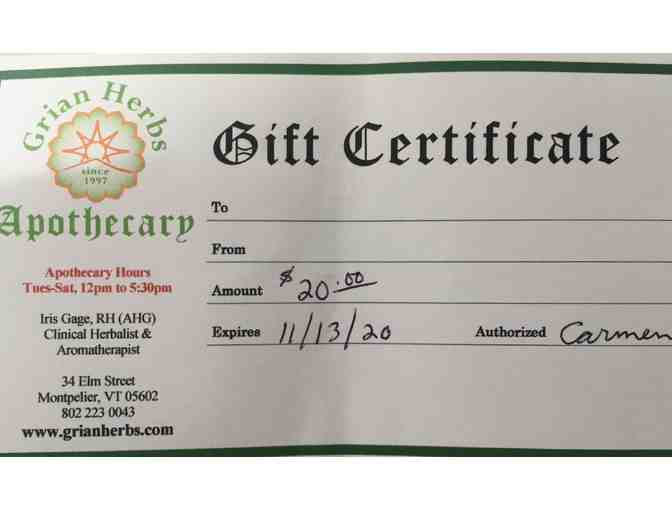 Grian Herbs
since
1997
Apothecary
Apothecary Hours
Tues-Sat, 12pm to 5:30pm
Iris Gage, RH (AHG)
Clinical Herbalist &
Aromatherapist
34 Elm Street
Montpelier, VT 05602
802 223 0043
www.grianherbs.com
Gift Certificate
To
From
Amount $20.00
Expires 11/13/20 Authorized Carmen